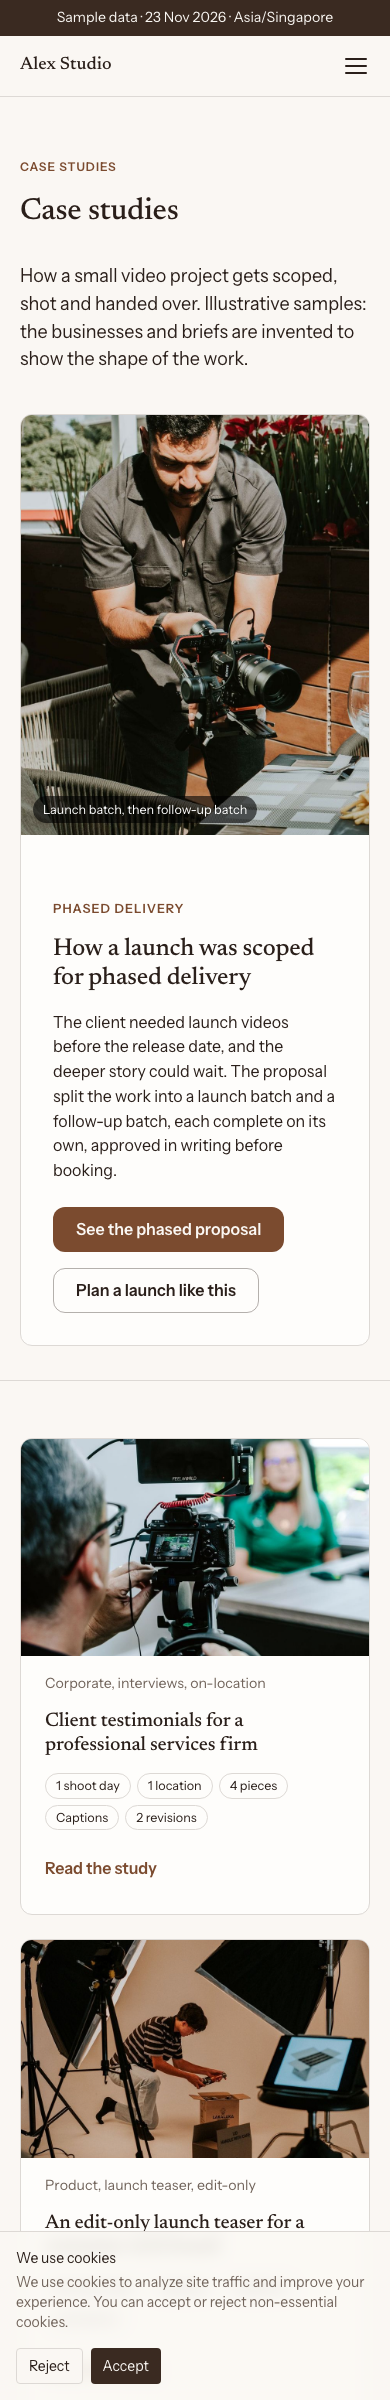 Sample data · 23 Nov 2026 · Asia/Singapore
Alex Studio
CASE STUDIES
Case studies
How a small video project gets scoped,
shot and handed over. Illustrative samples:
the businesses and briefs are invented to
show the shape of the work.
Launch batch, then follow-up batch
PHASED DELIVERY
How a launch was scoped
for phased delivery
The client needed launch videos
before the release date, and the
deeper story could wait. The proposal
split the work into a launch batch and a
follow-up batch, each complete on its
own, approved in writing before
booking.
See the phased proposal
Plan a launch like this
Corporate, interviews, on-location
Client testimonials for a
professional services firm
1 shoot day
1 location
4 pieces
Captions
2 revisions
Read the study
Product, launch teaser, edit-only
An edit-only launch teaser for a
We use cookies
We use cookies to analyze site traffic and improve your
experience. You can accept or reject non-essential
cookies.
Reject
Accept